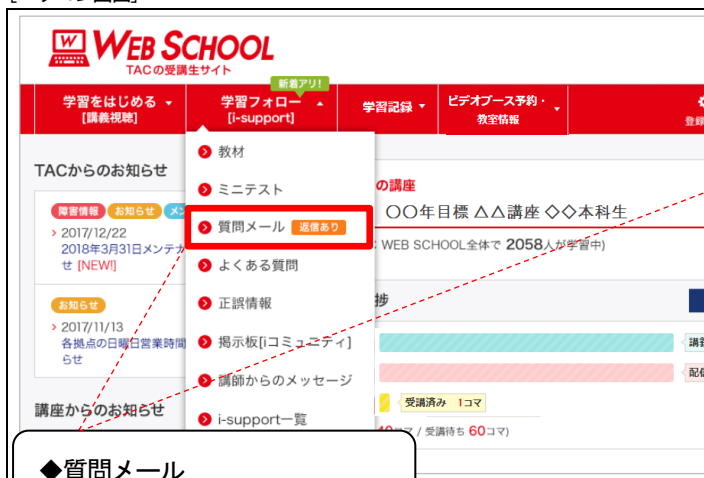 WEB SCHOOL
TACの受講生サイト
新着アリ!
学習をはじめる
[講義視聴]
学習フォロー
[i-support]
学習記録
ビデオブース予約・
教室情報
TACからのお知らせ
障害情報 お知らせ
2017/12/22
2018年3月31日メンテナ
せ [NEW!]
お知らせ
2017/11/13
各拠点の日曜日営業時間
らせ
講座からのお知らせ
教材
ミニテスト
質問メール 返信あり
よくある質問
正誤情報
掲示板[iコミュニティ]
講師からのメッセージ
i-support一覧
の講座
〇〇年目標 △△講座 ◇◇本科生
WEB SCHOOL全体で 2058人が学習中)
捗
受講済み 1コマ
コマ / 受講待ち 60コマ)
◆質問メール